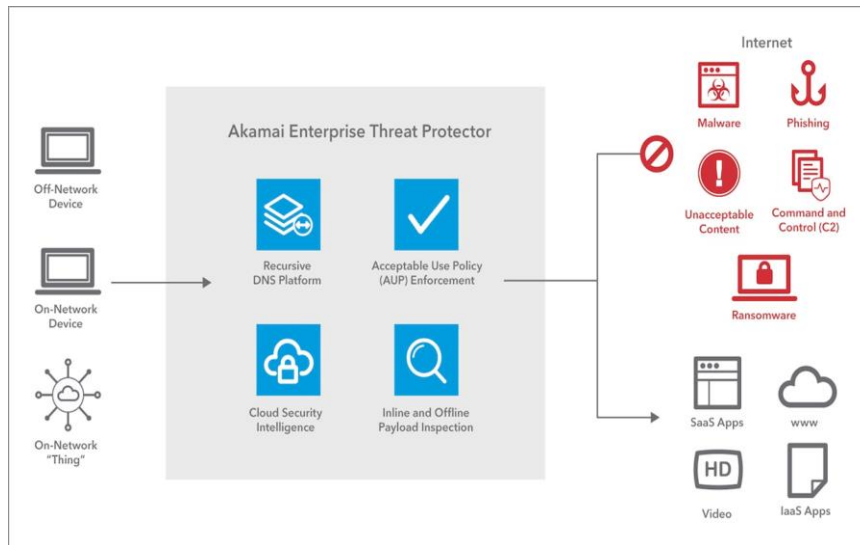 Internet
Malware
Phishing
Akamai Enterprise Threat Protector
Off-Network
Device
Recursive
DNS Platform
Acceptable Use Policy
(AUP) Enforcement
Unacceptable
Content
Command and
Control (C2)
On-Network
Device
Ransomware
Cloud Security
Intelligence
Inline and Offline
Payload Inspection
On-Network
"Thing"
SaaS Apps
www
HD
Video
IaaS Apps